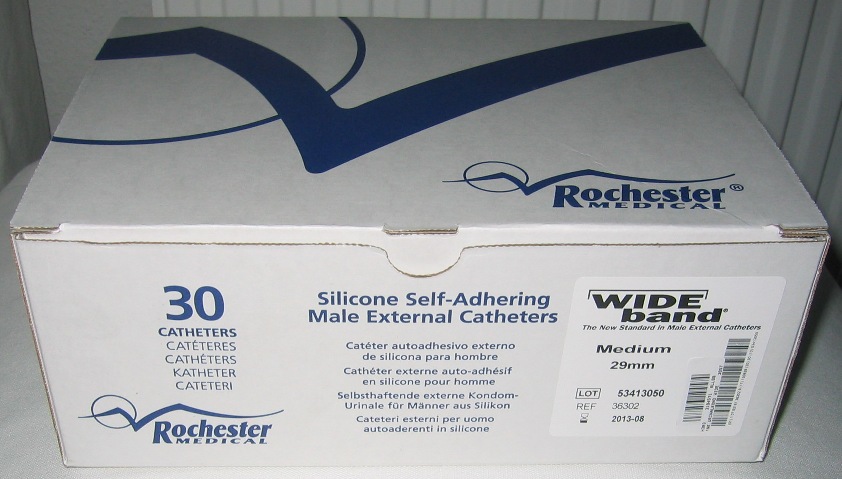 Rochester®
MEDICAL
30
CATHETERS
CATÉTERES
CATHÉTERS
KATHETER
CATETERI
Rochester
MEDICAL
Silicone Self-Adhering
Male External Catheters
Catéter autoadhesivo externo
de silicona para hombre
Cathéter externe auto-adhésif
en silicone pour homme
Selbsthaftende externe Kondom-
Urinale für Männer aus Silikon
Cateteri esterni per uomo
autoaderenti in silicone
WIDE
band®
The New Standard in Male External Catheters
Medium
29mm
LOT 53413050
REF 36302
2013-08